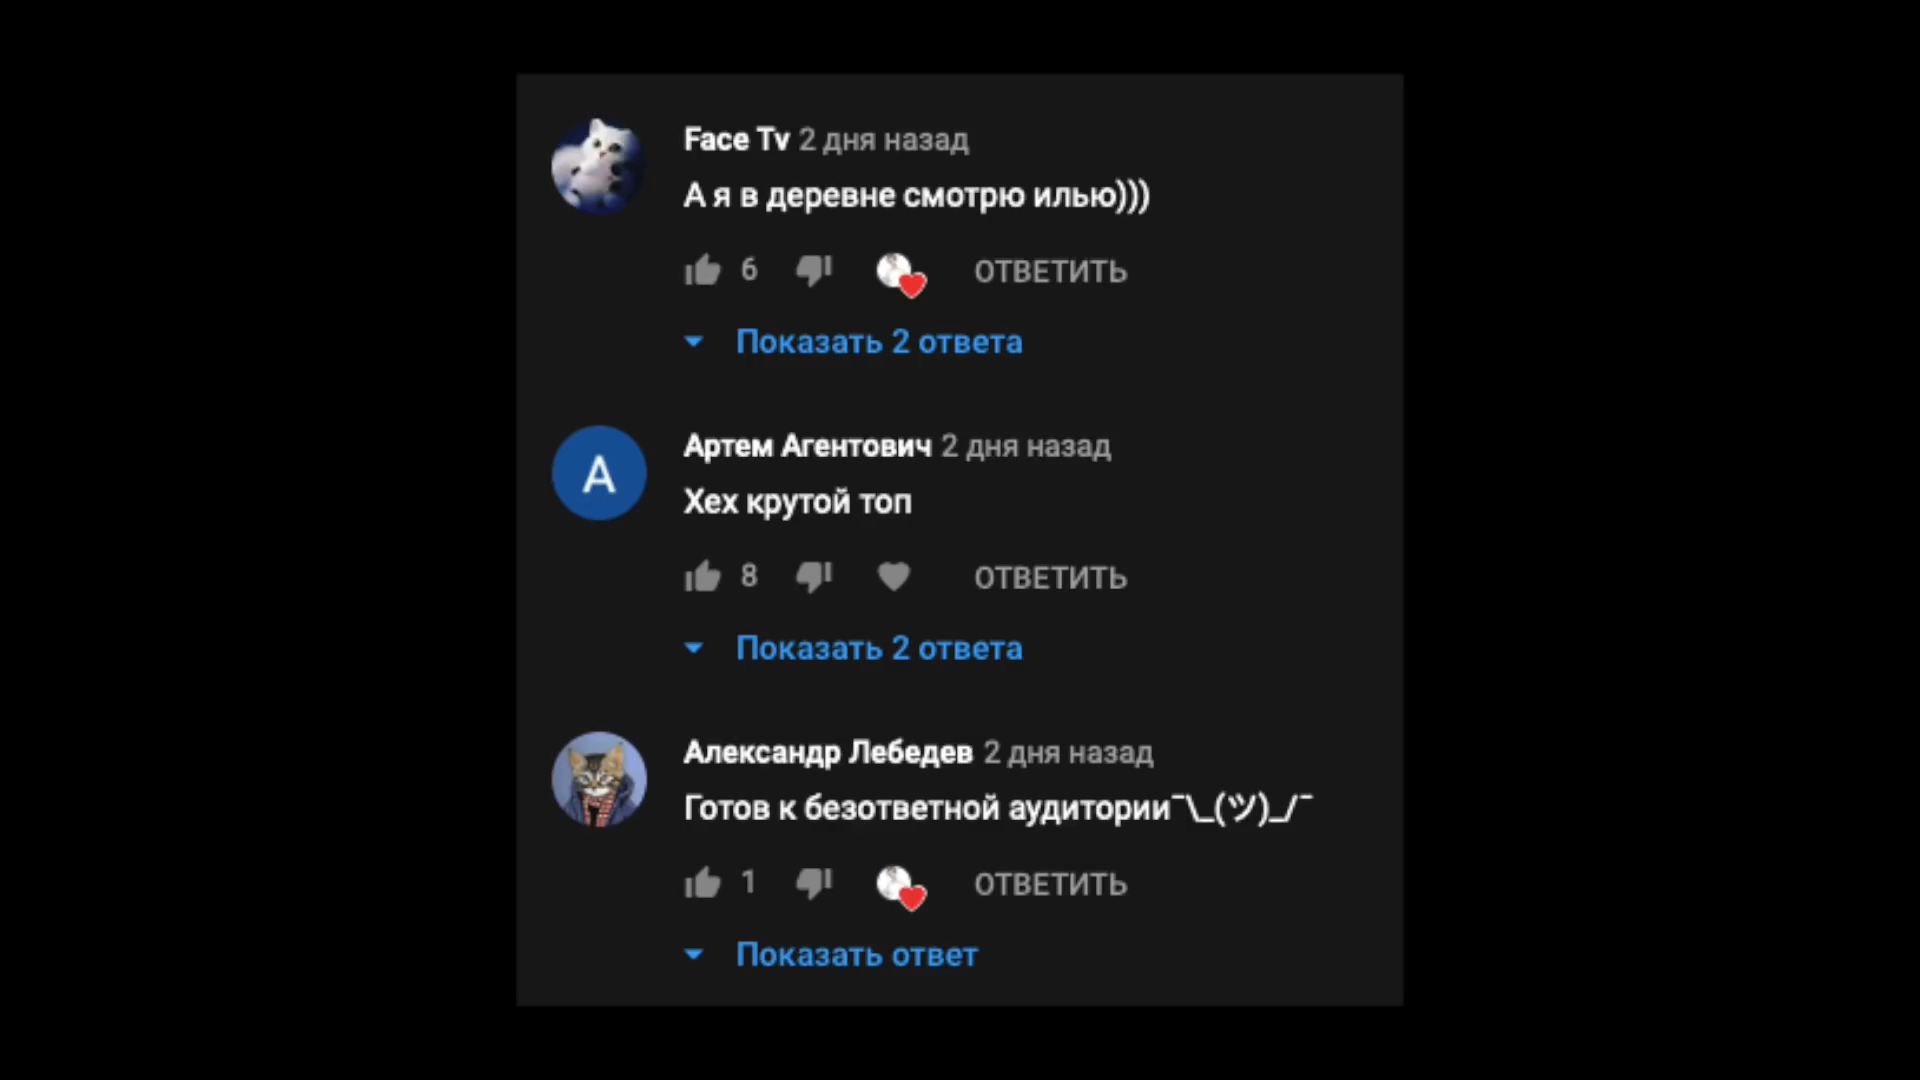 Face Tv 2 дня назад
А я в деревне смотрю илью)))
6 ОТВЕТИТЬ
Показать 2 ответа
А
Артем Агентович 2 дня назад
Хех крутой топ
8 ОТВЕТИТЬ
Показать 2 ответа
Александр Лебедев 2 дня назад
Готов к безответной аудитории¯\_(ツ)_/¯
1 ОТВЕТИТЬ
Показать ответ